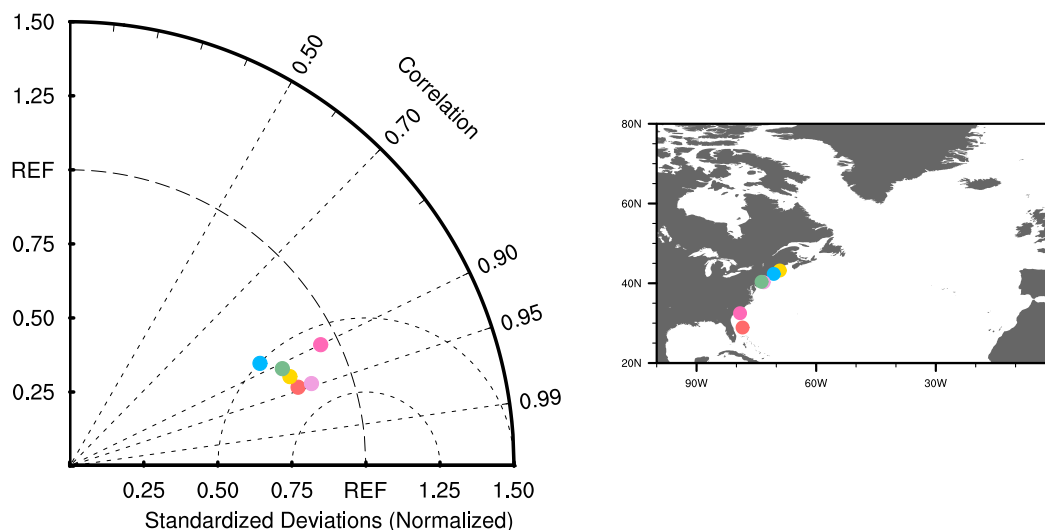 1.50
1.25
REF
0.75
0.50
0.25
0.50
0.70
Correlation
0.90
0.95
0.99
0.25
0.50
0.75
REF
1.25
1.50
Standardized Deviations (Normalized)
80N
60N
40N
20N
90W
60W
30W